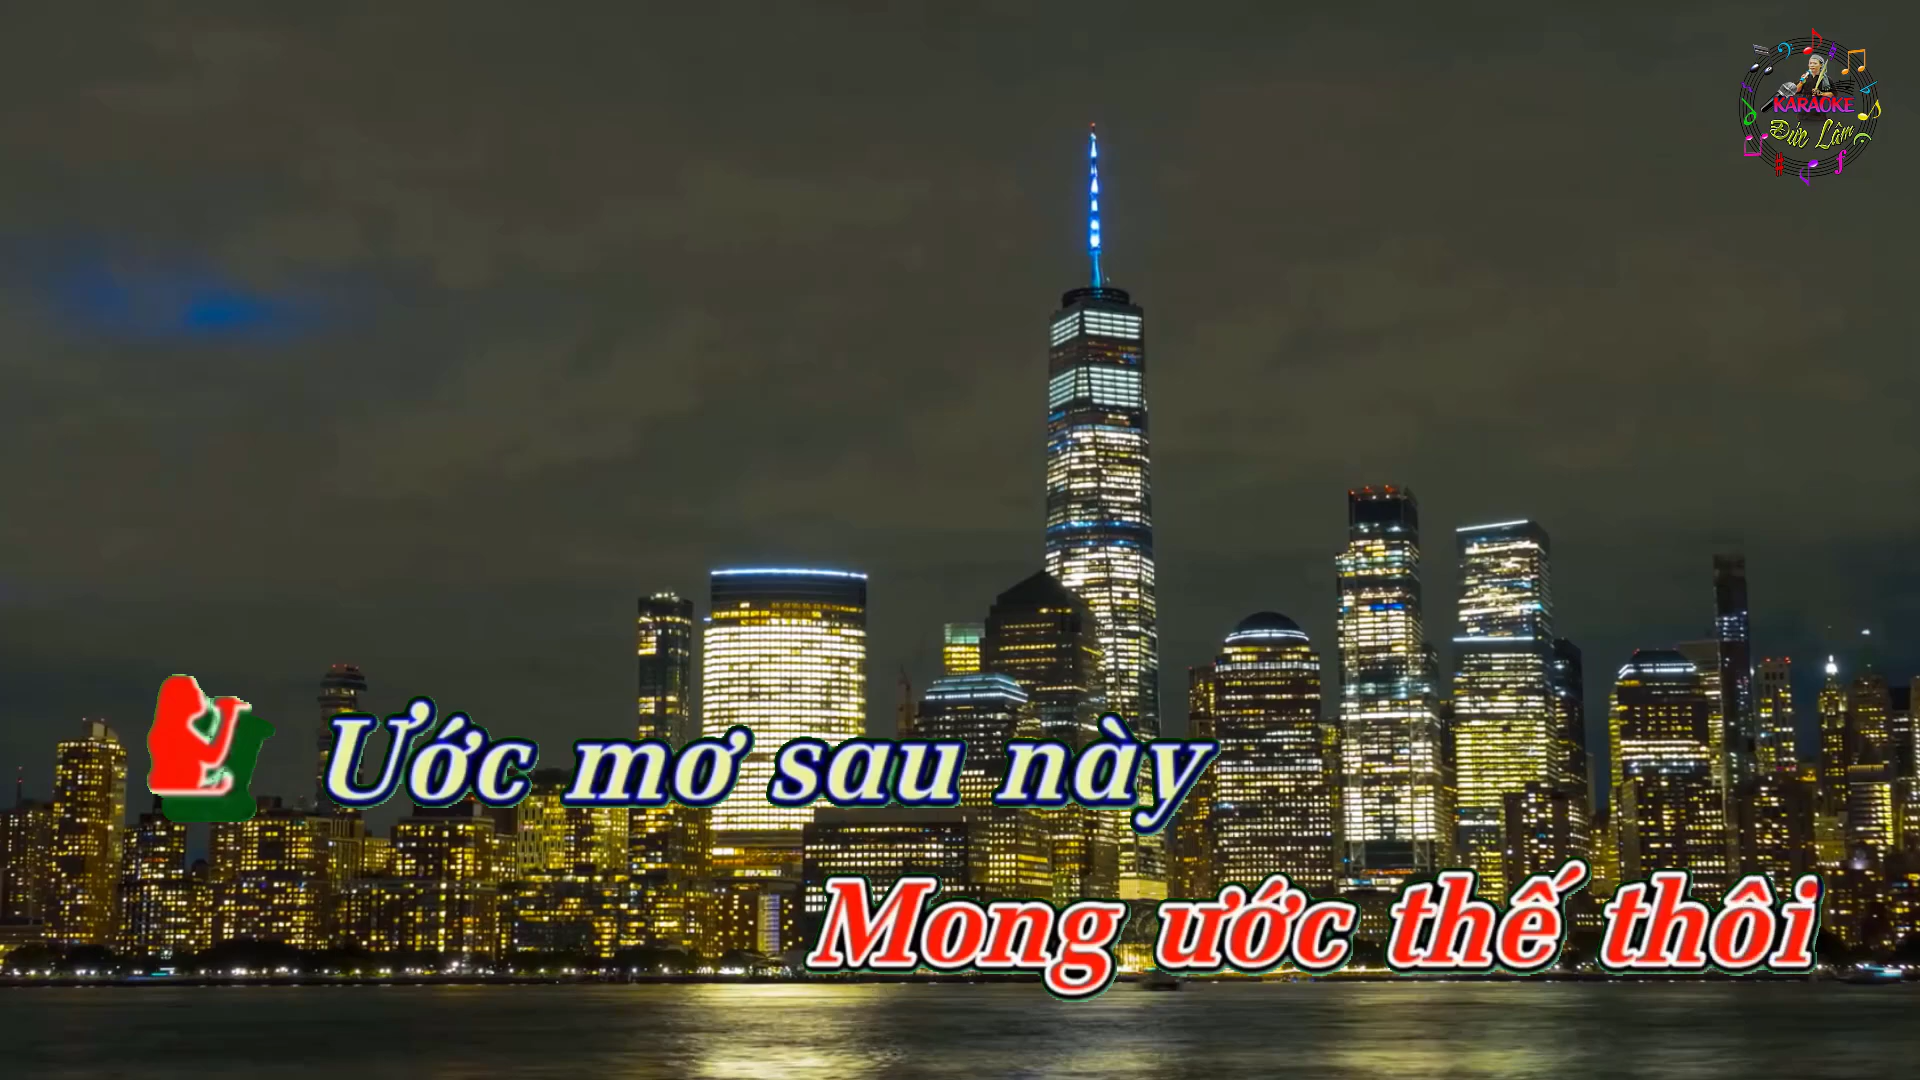 KARAOKE
Đức Lâm
Ước mơ sau này
Mong ước thế thôi